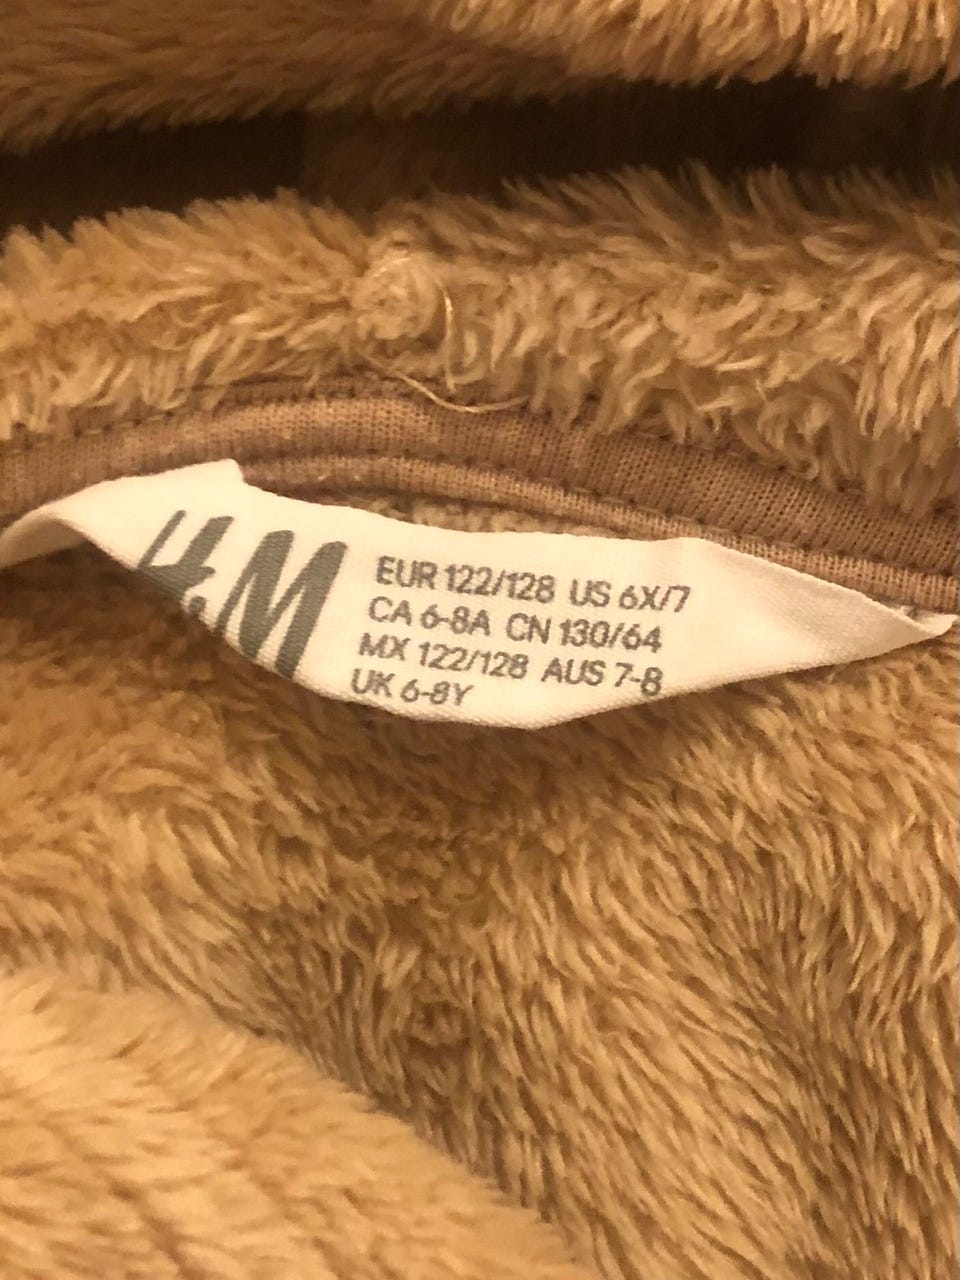 H&M
EUR 122/128 US 6X/7
CA 6-8A CN 130/64
MX 122/128 AUS 7-8
UK 6-8Y